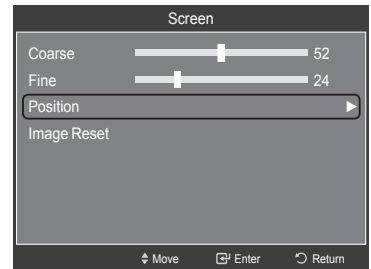 Screen
Coarse 52
Fine 24
Position
Image Reset
Move Enter Return